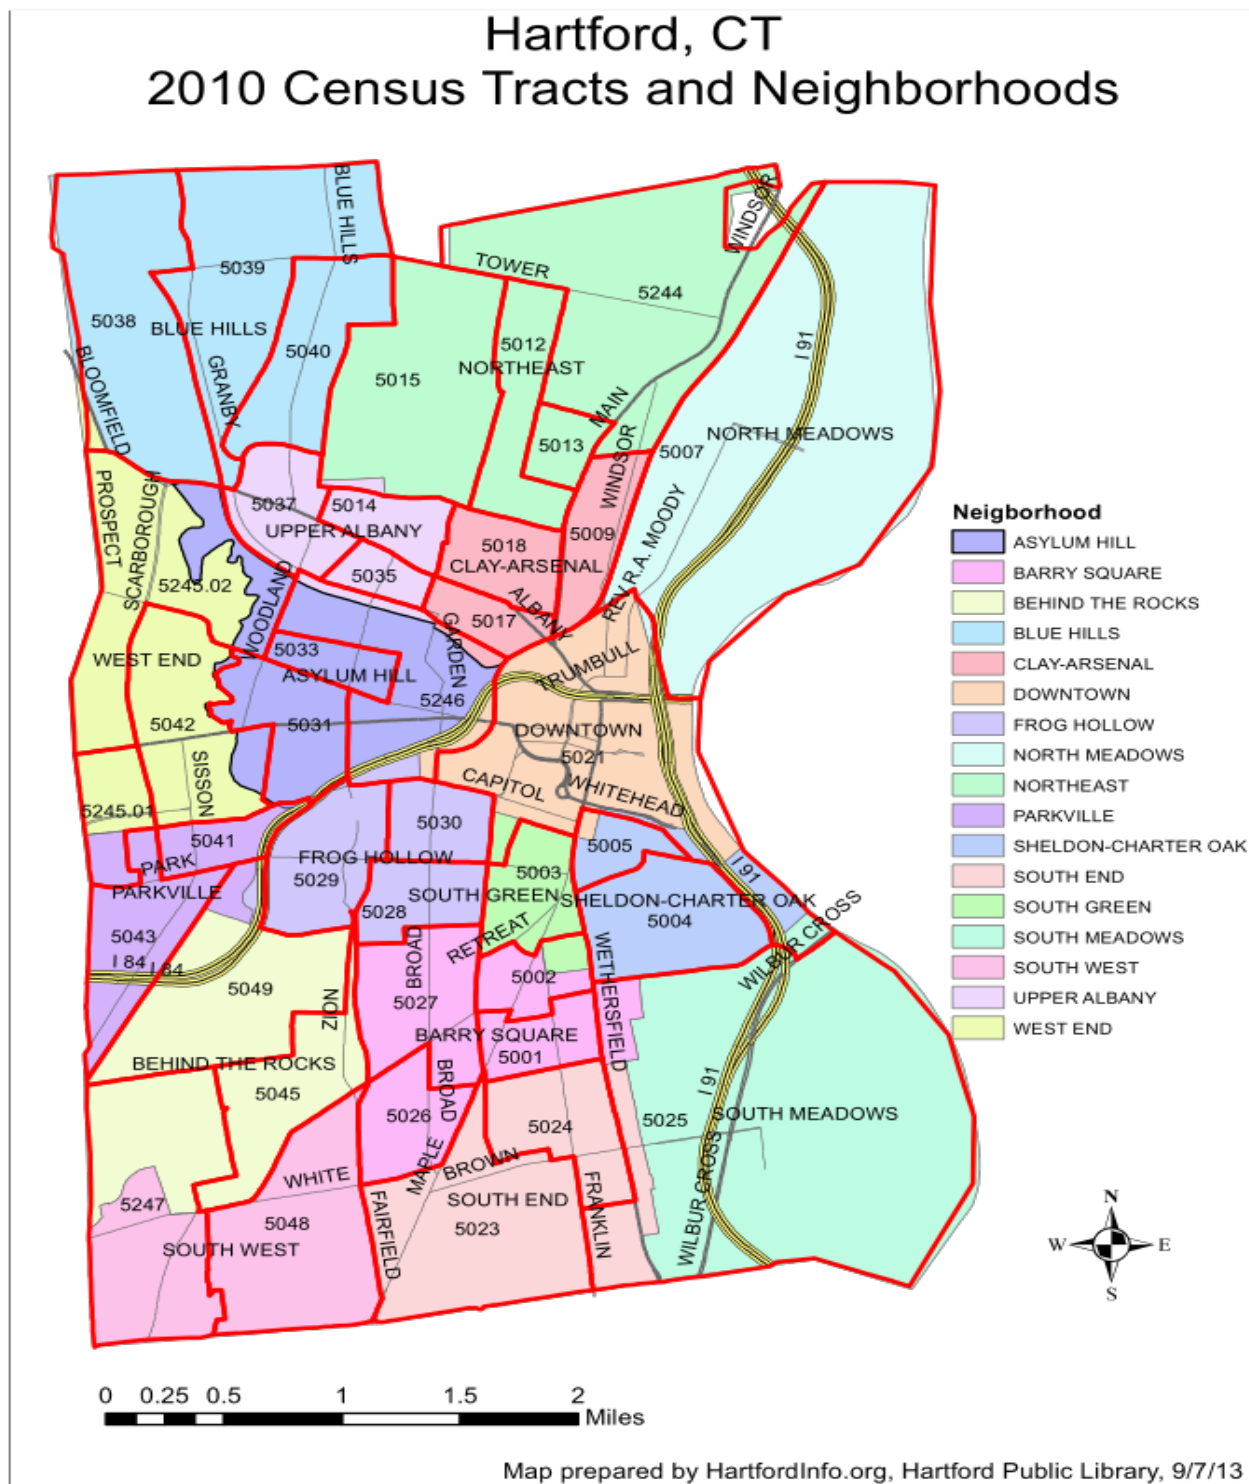 Hartford, CT
2010 Census Tracts and Neighborhoods
BLUE HILLS
WINDSOR
TOWER
5039
5244
5038
BLUE HILLS
5040
5012
I 91
NORTHEAST
BLOOMFIELD
GRANBY
5015
MAIN
5013
NORTH MEADOWS
5007
WINDSOR
PROSPECT
SCARBOROUGH
5037
5014
UPPER ALBANY
5018
5009
CLAY-ARSENAL
REV R.A. MOODY
5245.02
WOODLAND
5035
ALBANY
5017
GARDEN
WEST END
5033
ASYLUM HILL
TRUMBULL
5246
5042
5031
DOWNTOWN
5021
SISSON
CAPITOL
WHITEHEAD
5245.01
5041
5030
5005
PARK
FROG HOLLOW
5003
I 91
PARKVILLE
5029
SOUTH GREEN
SHELDON-CHARTER OAK
5028
5004
RETREAT
WILBUR CROSS
5043
I 84
I 84
BROAD
WETHERSFIELD
5049
5002
ZION
5027
BARRY SQUARE
5001
BEHIND THE ROCKS
BROAD
I 91
5045
5026
5024
5025
SOUTH MEADOWS
MAPLE
BROWN
WHITE
5247
FAIRFIELD
SOUTH END
FRANKLIN
WILBUR CROSS
5048
5023
SOUTH WEST
Neigborhood
ASYLUM HILL
BARRY SQUARE
BEHIND THE ROCKS
BLUE HILLS
CLAY-ARSENAL
DOWNTOWN
FROG HOLLOW
NORTH MEADOWS
NORTHEAST
PARKVILLE
SHELDON-CHARTER OAK
SOUTH END
SOUTH GREEN
SOUTH MEADOWS
SOUTH WEST
UPPER ALBANY
WEST END
N
W E
S
0 0.25 0.5 1 1.5 2
Miles
Map prepared by HartfordInfo.org, Hartford Public Library, 9/7/13